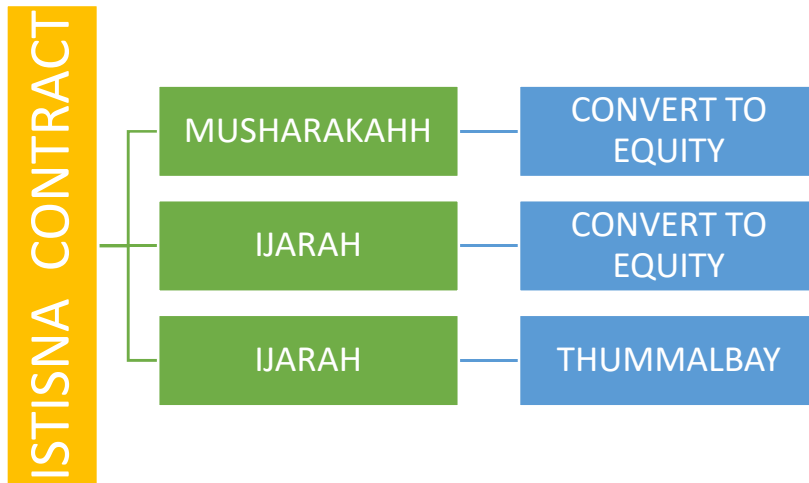 ISTISNA CONTRACT
MUSHARAKAHH
CONVERT TO
EQUITY
IJARAH
CONVERT TO
EQUITY
IJARAH
THUMMALBAY